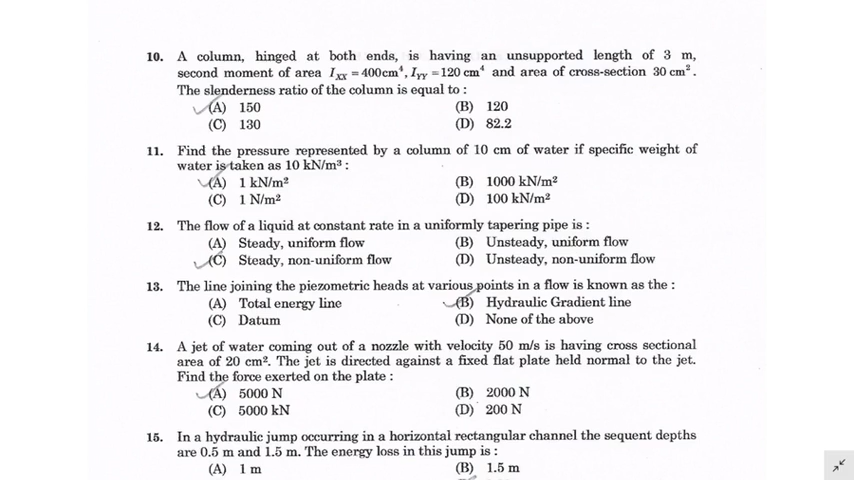 10. A column, hinged at both ends, is having an unsupported length of 3 m,
second moment of area I_XX = 400 cm⁴, I_YY = 120 cm⁴ and area of cross-section 30 cm².
The slenderness ratio of the column is equal to :
(A) 150 (B) 120
(C) 130 (D) 82.2
11. Find the pressure represented by a column of 10 cm of water if specific weight of
water is taken as 10 kN/m³ :
(A) 1 kN/m² (B) 1000 kN/m²
(C) 1 N/m² (D) 100 kN/m²
12. The flow of a liquid at constant rate in a uniformly tapering pipe is :
(A) Steady, uniform flow (B) Unsteady, uniform flow
(C) Steady, non-uniform flow (D) Unsteady, non-uniform flow
13. The line joining the piezometric heads at various points in a flow is known as the :
(A) Total energy line (B) Hydraulic Gradient line
(C) Datum (D) None of the above
14. A jet of water coming out of a nozzle with velocity 50 m/s is having cross sectional
area of 20 cm². The jet is directed against a fixed flat plate held normal to the jet.
Find the force exerted on the plate :
(A) 5000 N (B) 2000 N
(C) 5000 kN (D) 200 N
15. In a hydraulic jump occurring in a horizontal rectangular channel the sequent depths
are 0.5 m and 1.5 m. The energy loss in this jump is :
(A) 1 m (B) 1.5 m